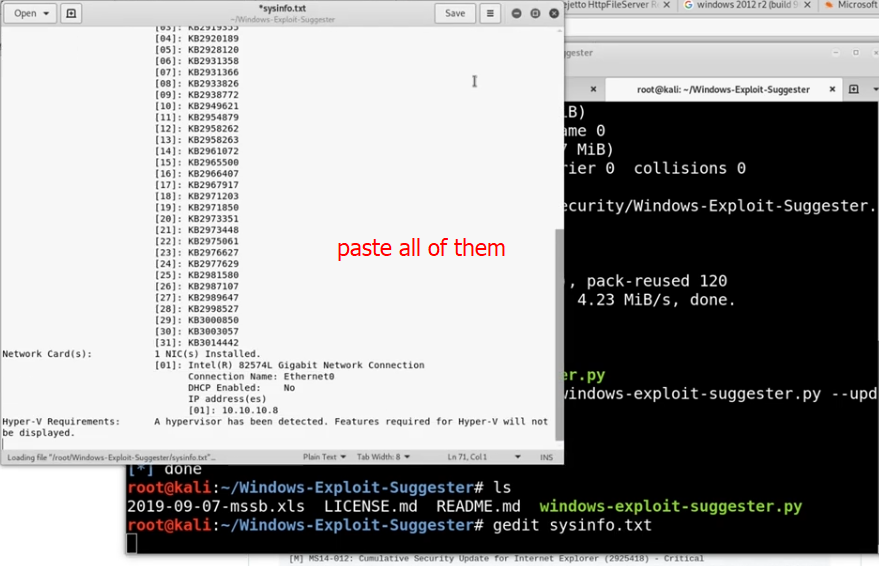 Open
*sysinfo.txt
~/Windows-Exploit-Suggester
Save
[03]: KB2919355
[04]: KB2920189
[05]: KB2928120
[06]: KB2931358
[07]: KB2931366
[08]: KB2933826
[09]: KB2938772
[10]: KB2949621
[11]: KB2954879
[12]: KB2958262
[13]: KB2958263
[14]: KB2961072
[15]: KB2965500
[16]: KB2966407
[17]: KB2967917
[18]: KB2971203
[19]: KB2971850
[20]: KB2973351
[21]: KB2973448
[22]: KB2975061
[23]: KB2976627
[24]: KB2977629
[25]: KB2981580
[26]: KB2987107
[27]: KB2989647
[28]: KB2998527
[29]: KB3000850
[30]: KB3003057
[31]: KB3014442
Network Card(s): 1 NIC(s) Installed.
[01]: Intel(R) 82574L Gigabit Network Connection
Connection Name: Ethernet0
DHCP Enabled: No
IP address(es)
[01]: 10.10.10.8
Hyper-V Requirements: A hypervisor has been detected. Features required for Hyper-V will not
be displayed.
Loading file "/root/Windows-Exploit-Suggester/sysinfo.txt"... Plain Text Tab Width: 8 Ln 71, Col 1 INS
paste all of them
ejetto HttpFileServer R
windows 2012 r2 (build 9
Microsoft
gester
root@kali: ~/Windows-Exploit-Suggester
iB)
ame 0
7 MiB)
rier 0 collisions 0
ecurity/Windows-Exploit-Suggester.
), pack-reused 120
4.23 MiB/s, done.
er.py
windows-exploit-suggester.py --upd
[*] done
root@kali:~/Windows-Exploit-Suggester# ls
2019-09-07-mssb.xls LICENSE.md README.md windows-exploit-suggester.py
root@kali:~/Windows-Exploit-Suggester# gedit sysinfo.txt
[M] MS14-012: Cumulative Security Update for Internet Explorer (2925418) - Critical